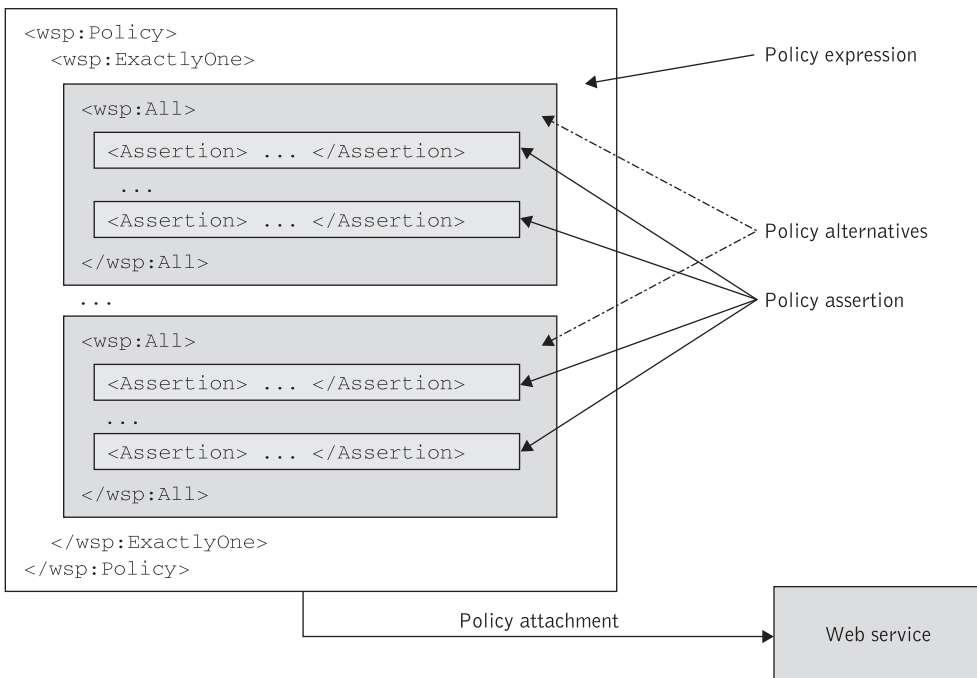 <wsp:Policy>
<wsp:ExactlyOne>
Policy expression
<wsp:All>
<Assertion> ... </Assertion>
...
<Assertion> ... </Assertion>
Policy alternatives
</wsp:All>
...
Policy assertion
<wsp:All>
<Assertion> ... </Assertion>
...
<Assertion> ... </Assertion>
</wsp:All>
</wsp:ExactlyOne>
</wsp:Policy>
Policy attachment
Web service